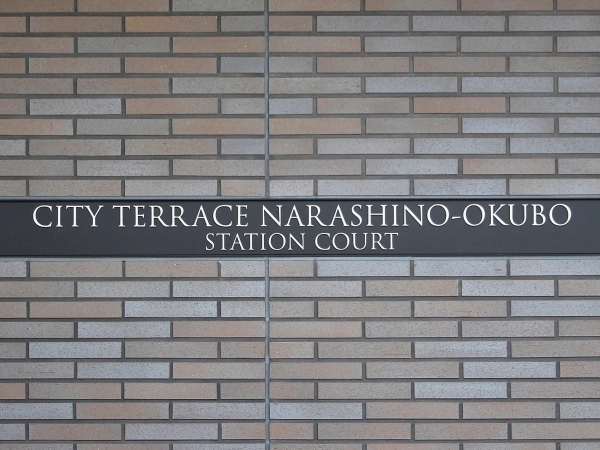 CITY TERRACE NARASHINO-OKUBO
STATION COURT